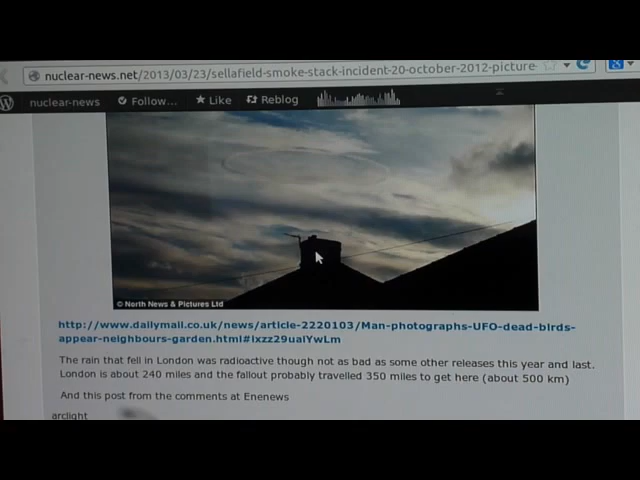 nuclear-news.net/2013/03/23/sellafield-smoke-stack-incident-20-october-2012-picture-
nuclear-news Follow... Like Reblog
© North News & Pictures Ltd
http://www.dailymail.co.uk/news/article-2220103/Man-photographs-UFO-dead-birds-
appear-neighbours-garden.html#ixzz29ualYwLm
The rain that fell in London was radioactive though not as bad as some other releases this year and last.
London is about 240 miles and the fallout probably travelled 350 miles to get here (about 500 km)
And this post from the comments at Enenews
arclight